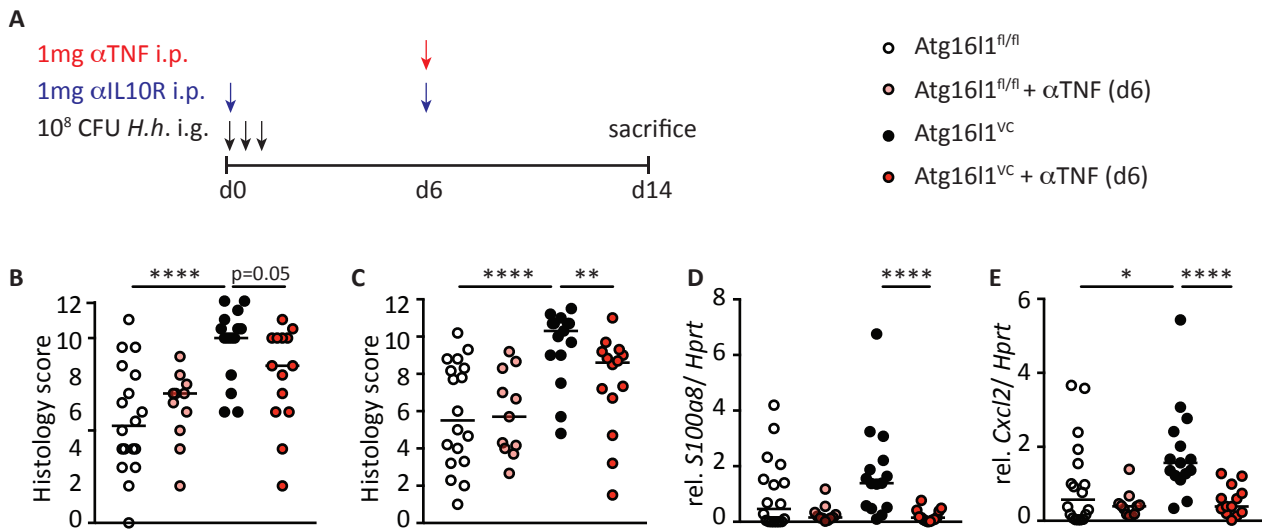 A
1mg αTNF i.p.
1mg αIL10R i.p.
10⁸ CFU H.h. i.g.
sacrifice
d0 d6 d14
Atg16l1ᶠˡ/ᶠˡ
Atg16l1ᶠˡ/ᶠˡ + αTNF (d6)
Atg16l1ⱽᶜ
Atg16l1ⱽᶜ + αTNF (d6)
B
**** p=0.05
Histology score
12
10
8
6
4
2
0
C
**** **
Histology score
12
10
8
6
4
2
0
D
****
rel. S100a8/ Hprt
8
6
4
2
0
E
* ****
rel. Cxcl2/ Hprt
6
4
2
0